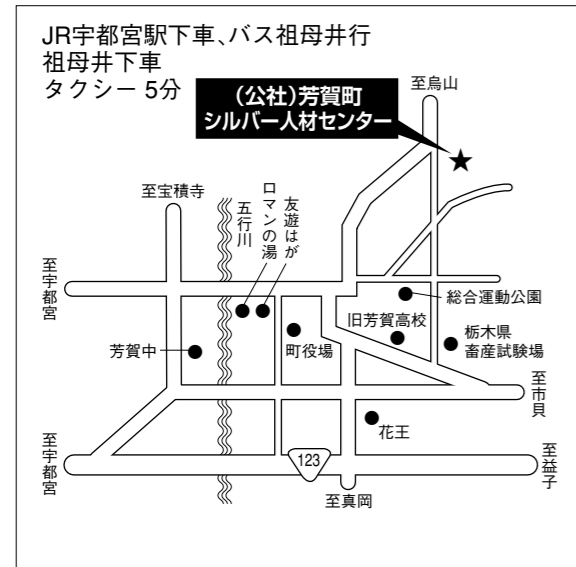 JR宇都宮駅下車、バス祖母井行
祖母井下車
タクシー 5分
(公社)芳賀町
シルバー人材センター
至烏山
至宝積寺
五行川
ロマンの湯
友遊はが
至宇都宮
総合運動公園
旧芳賀高校
栃木県
畜産試験場
芳賀中
町役場
至市貝
花王
至宇都宮
123
至益子
至真岡